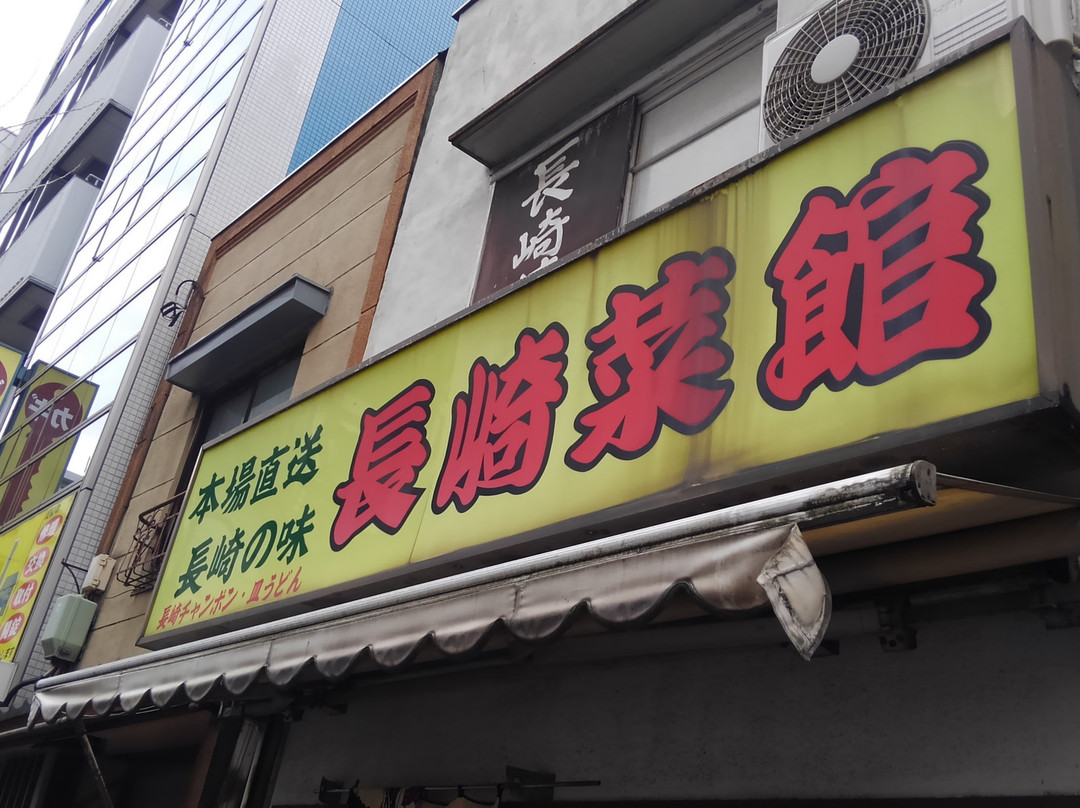 長崎
本場直送
長崎の味
長崎チャンポン・皿うどん
長崎菜館